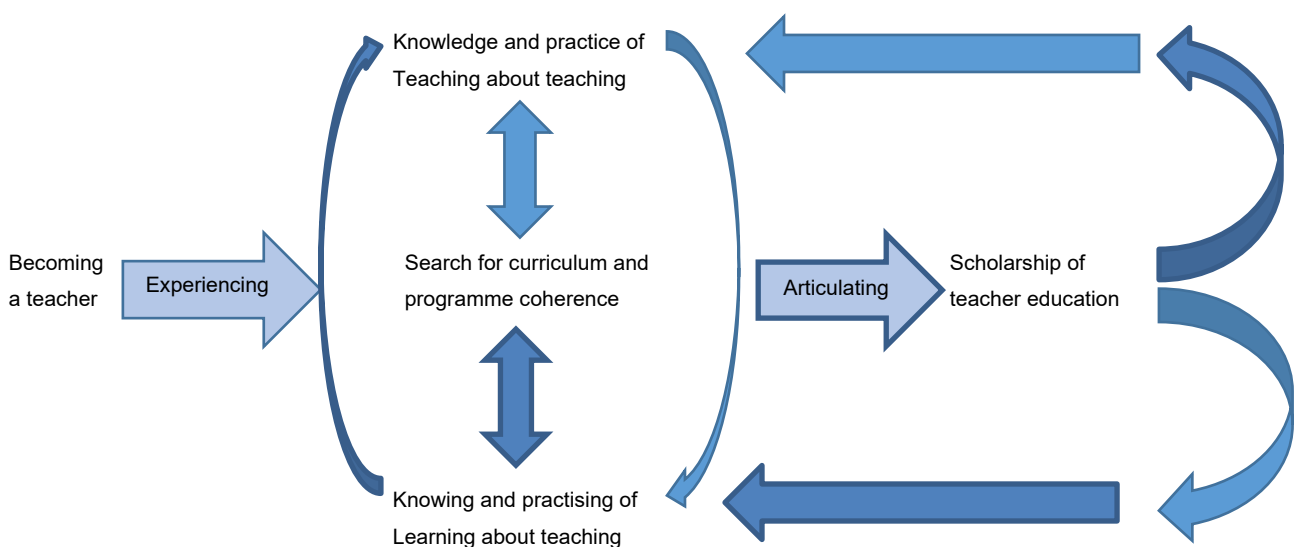 Knowledge and practice of
Teaching about teaching
Becoming
a teacher
Experiencing
Search for curriculum and
programme coherence
Articulating
Scholarship of
teacher education
Knowing and practising of
Learning about teaching